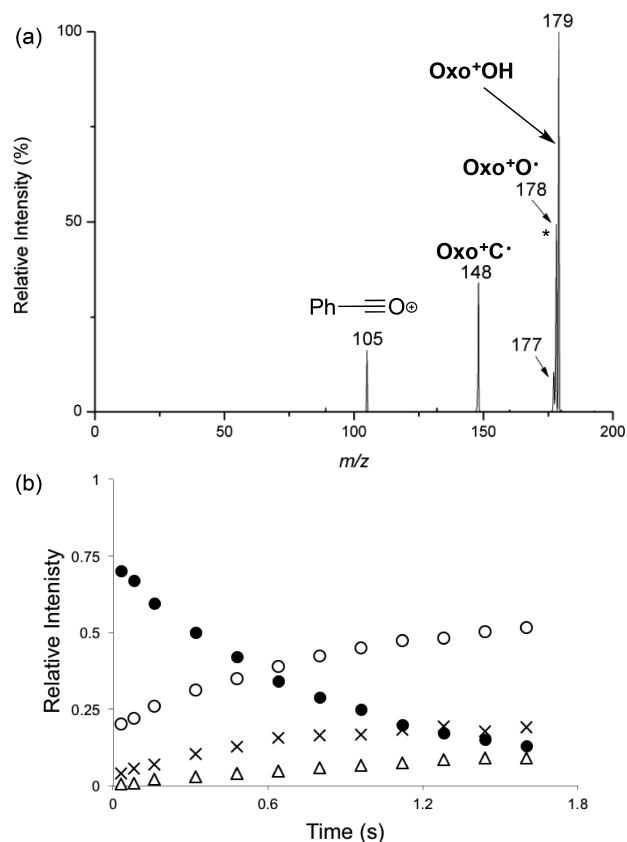 (a)
100
50
0
Relative Intensity (%)
179
Oxo⁺OH
Oxo⁺O•
178
*
Oxo⁺C•
148
Ph O⊕
105
177
0 50 100 150 200
m/z
(b)
1
0.75
0.5
0.25
0
Relative Intenisty
0 0.6 1.2 1.8
Time (s)